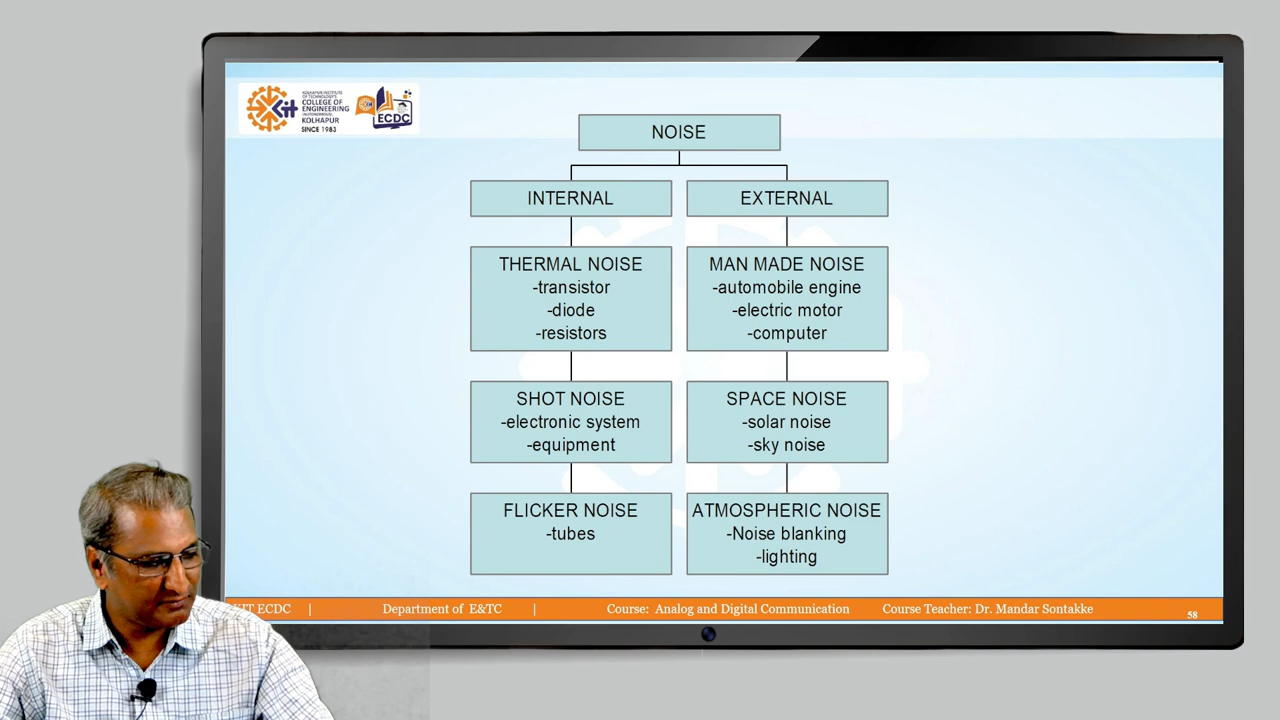 KOLHAPUR INSTITUTE
OF TECHNOLOGY'S
COLLEGE OF
ENGINEERING
(AUTONOMOUS),
KOLHAPUR
SINCE 1983
KIT
ECDC
NOISE
INTERNAL
EXTERNAL
THERMAL NOISE
-transistor
-diode
-resistors
MAN MADE NOISE
-automobile engine
-electric motor
-computer
SHOT NOISE
-electronic system
-equipment
SPACE NOISE
-solar noise
-sky noise
FLICKER NOISE
-tubes
ATMOSPHERIC NOISE
-Noise blanking
-lighting
KIT ECDC | Department of E&TC | Course: Analog and Digital Communication Course Teacher: Dr. Mandar Sontakke
58